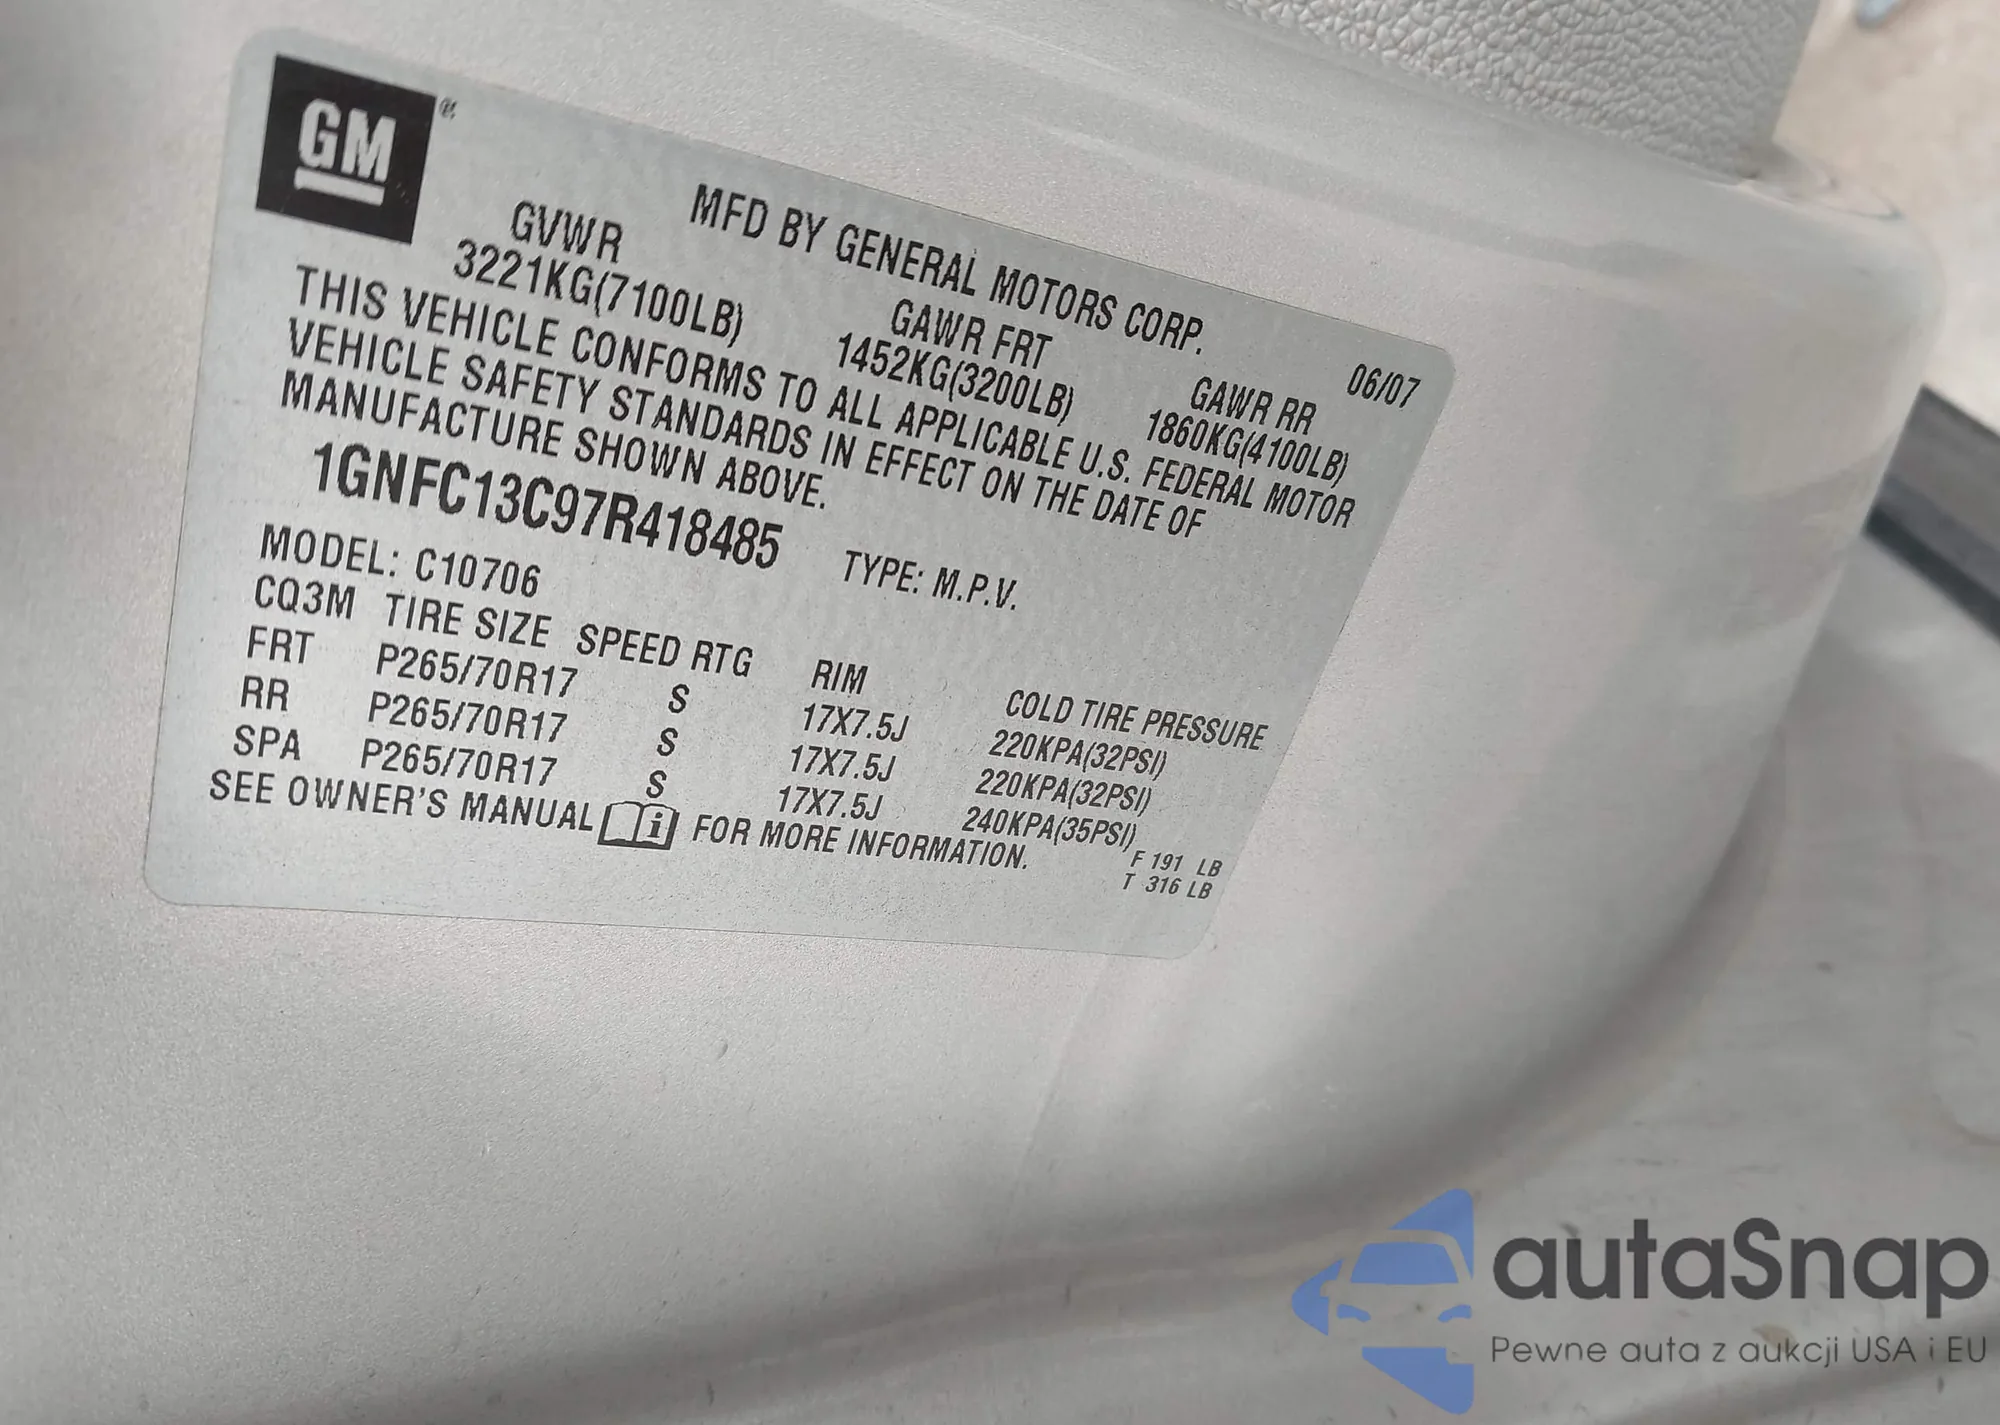 GM®
MFD BY GENERAL MOTORS CORP. 06/07
GVWR GAWR FRT GAWR RR
3221KG(7100LB) 1452KG(3200LB) 1860KG(4100LB)
THIS VEHICLE CONFORMS TO ALL APPLICABLE U.S. FEDERAL MOTOR
VEHICLE SAFETY STANDARDS IN EFFECT ON THE DATE OF
MANUFACTURE SHOWN ABOVE.
1GNFC13C97R418485 TYPE: M.P.V.
MODEL: C10706
CQ3M TIRE SIZE SPEED RTG RIM COLD TIRE PRESSURE
FRT P265/70R17 S 17X7.5J 220KPA(32PSI)
RR P265/70R17 S 17X7.5J 220KPA(32PSI)
SPA P265/70R17 S 17X7.5J 240KPA(35PSI)
SEE OWNER'S MANUAL i FOR MORE INFORMATION.
F 191 LB
T 316 LB
autaSnap
Pewne auta z aukcji USA i EU